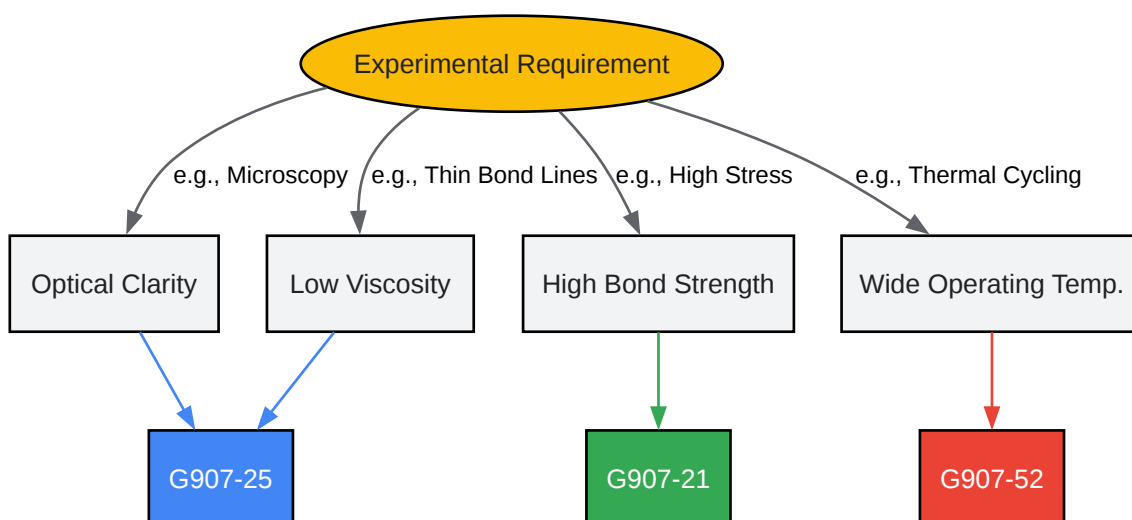 Experimental Requirement
e.g., Microscopy
e.g., Thin Bond Lines
e.g., High Stress
e.g., Thermal Cycling
Optical Clarity
Low Viscosity
High Bond Strength
Wide Operating Temp.
G907-25
G907-21
G907-52